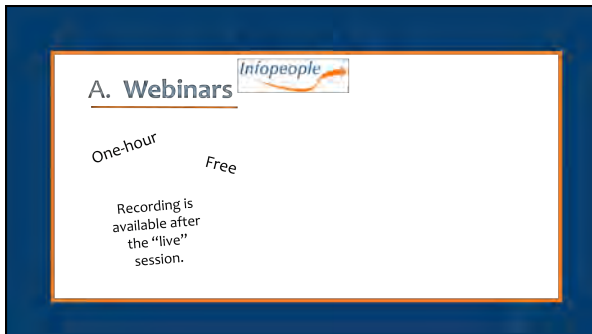 Infopeople
A. Webinars
One-hour
Free
Recording is
available after
the “live”
session.